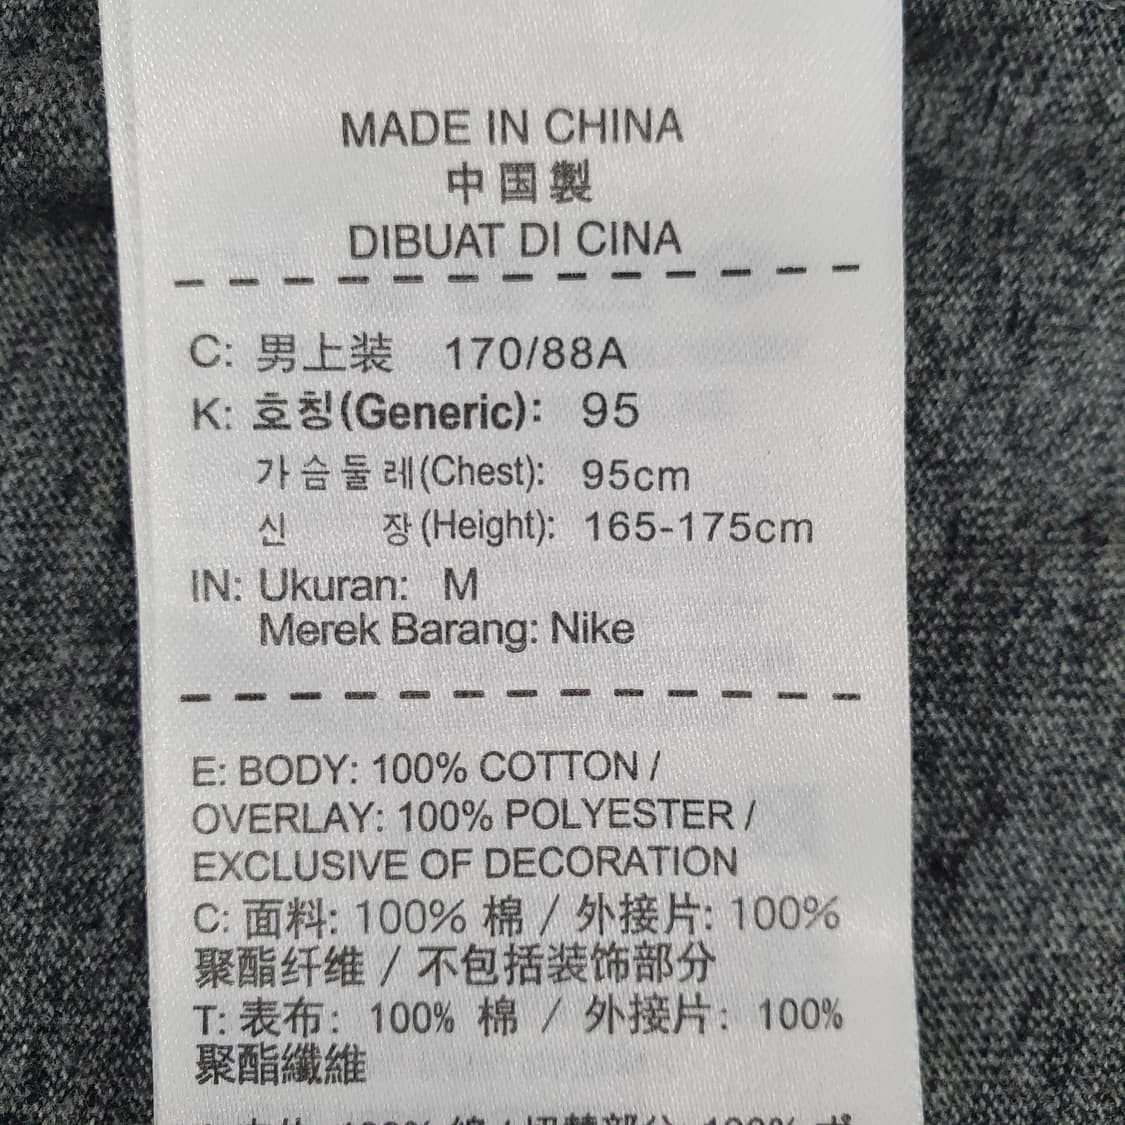 MADE IN CHINA
中国製
DIBUAT DI CINA
C: 男上装 170/88A
K: 호칭(Generic): 95
가슴둘레(Chest): 95cm
신 장(Height): 165-175cm
IN: Ukuran: M
Merek Barang: Nike
E: BODY: 100% COTTON /
OVERLAY: 100% POLYESTER /
EXCLUSIVE OF DECORATION
C: 面料: 100% 棉 / 外接片: 100%
聚酯纤维 / 不包括装饰部分
T: 表布: 100% 棉 / 外接片: 100%
聚酯纖維